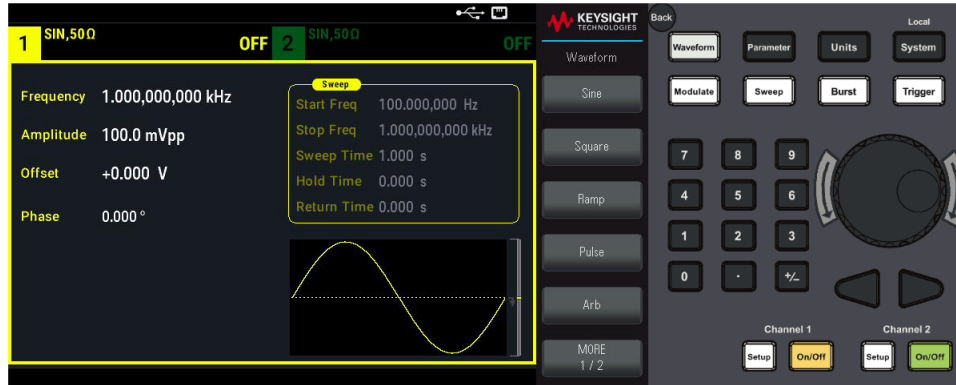 1 SIN,50Ω OFF 2 SIN,50Ω OFF
Frequency 1.000,000,000 kHz
Amplitude 100.0 mVpp
Offset +0.000 V
Phase 0.000 °
Sweep
Start Freq 100.000,000 Hz
Stop Freq 1.000,000,000 kHz
Sweep Time 1.000 s
Hold Time 0.000 s
Return Time 0.000 s
KEYSIGHT
TECHNOLOGIES
Waveform
Sine
Square
Ramp
Pulse
Arb
MORE
1 / 2
Back
Local
Waveform Parameter Units System
Modulate Sweep Burst Trigger
7 8 9
4 5 6
1 2 3
0 . +/-
Channel 1 Channel 2
Setup On/Off Setup On/Off